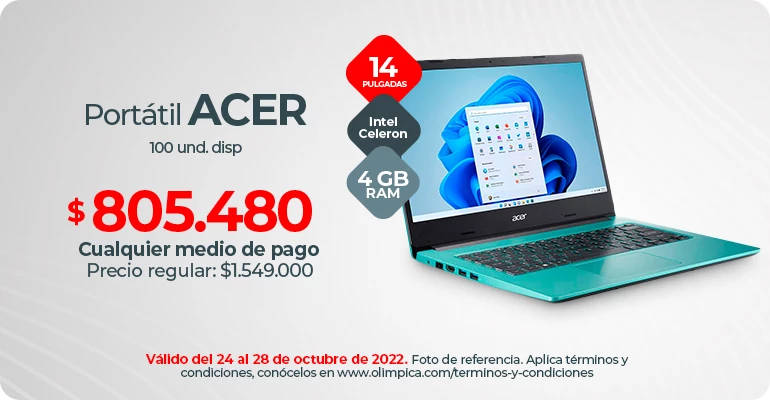 Portátil ACER
100 und. disp
$ 805.480
Cualquier medio de pago
Precio regular: $1.549.000
14
PULGADAS
Intel
Celeron
4 GB
RAM
acer
Válido del 24 al 28 de octubre de 2022. Foto de referencia. Aplica términos y
condiciones, conócelos en www.olimpica.com/terminos-y-condiciones